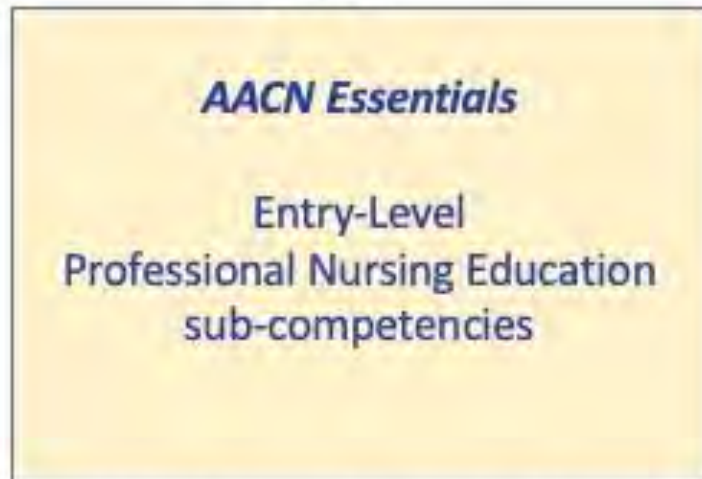 AACN Essentials
Entry-Level
Professional Nursing Education
sub-competencies